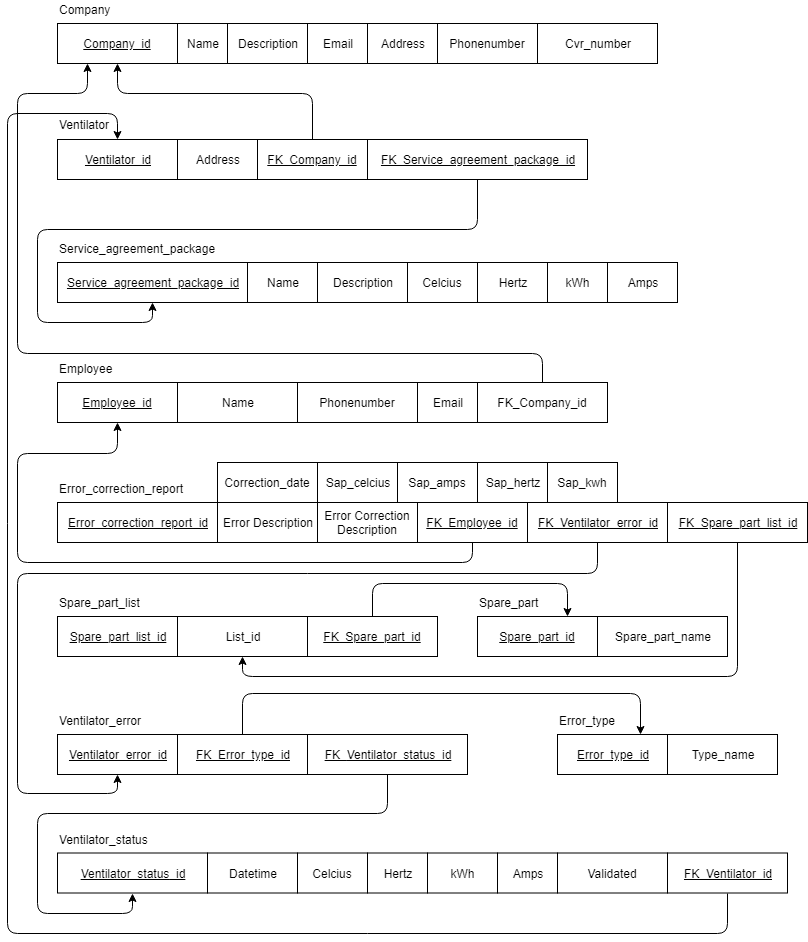 Company
Company_id Name Description Email Address Phonenumber Cvr_number
Ventilator
Ventilator_id Address FK_Company_id FK_Service_agreement_package_id
Service_agreement_package
Service_agreement_package_id Name Description Celcius Hertz kWh Amps
Employee
Employee_id Name Phonenumber Email FK_Company_id
Correction_date Sap_celcius Sap_amps Sap_hertz Sap_kwh
Error_correction_report
Error_correction_report_id Error Description Error Correction Description FK_Employee_id FK_Ventilator_error_id FK_Spare_part_list_id
Spare_part_list Spare_part
Spare_part_list_id List_id FK_Spare_part_id Spare_part_id Spare_part_name
Ventilator_error Error_type
Ventilator_error_id FK_Error_type_id FK_Ventilator_status_id Error_type_id Type_name
Ventilator_status
Ventilator_status_id Datetime Celcius Hertz kWh Amps Validated FK_Ventilator_id